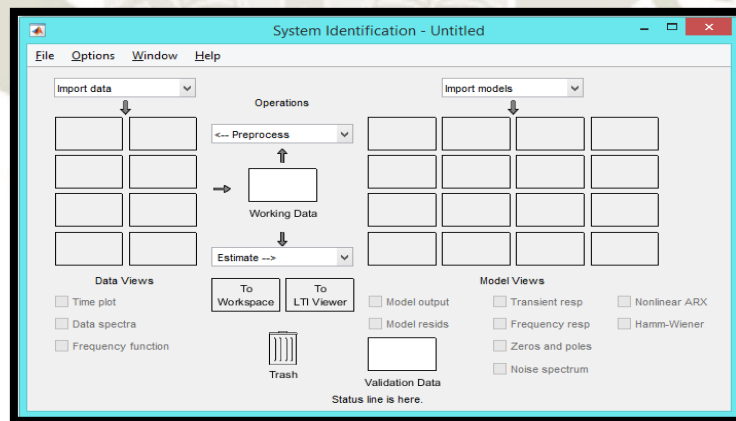 System Identification - Untitled
File Options Window Help
Import data
Operations
Import models
<-- Preprocess
Working Data
Estimate -->
Data Views
Time plot
Data spectra
Frequency function
To Workspace
To LTI Viewer
Trash
Model Views
Model output
Model resids
Transient resp
Frequency resp
Zeros and poles
Noise spectrum
Nonlinear ARX
Hamm-Wiener
Validation Data
Status line is here.